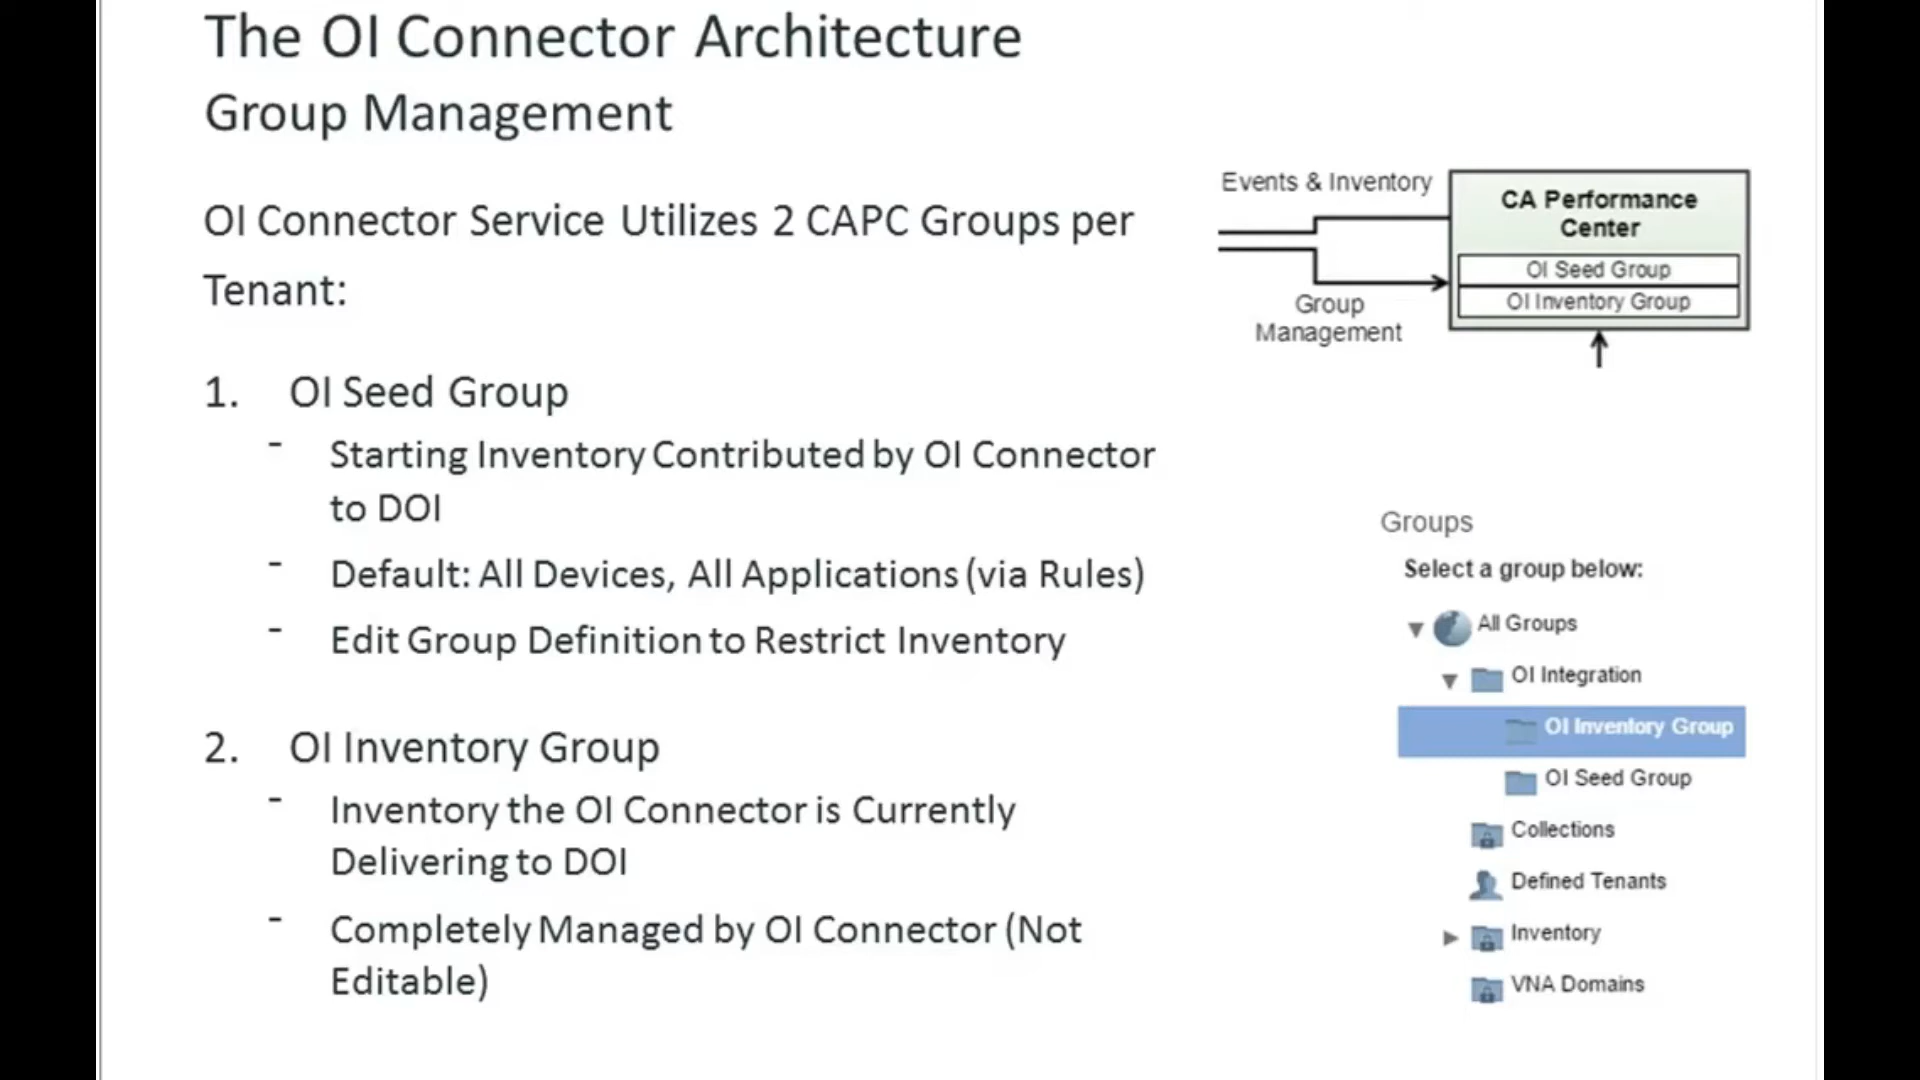 The OI Connector Architecture
Group Management
OI Connector Service Utilizes 2 CAPC Groups per
Tenant:
1. OI Seed Group
- Starting Inventory Contributed by OI Connector
to DOI
- Default: All Devices, All Applications (via Rules)
- Edit Group Definition to Restrict Inventory
2. OI Inventory Group
- Inventory the OI Connector is Currently
Delivering to DOI
- Completely Managed by OI Connector (Not
Editable)
Events & Inventory
Group
Management
CA Performance
Center
OI Seed Group
OI Inventory Group
Groups
Select a group below:
All Groups
OI Integration
OI Inventory Group
OI Seed Group
Collections
Defined Tenants
Inventory
VNA Domains